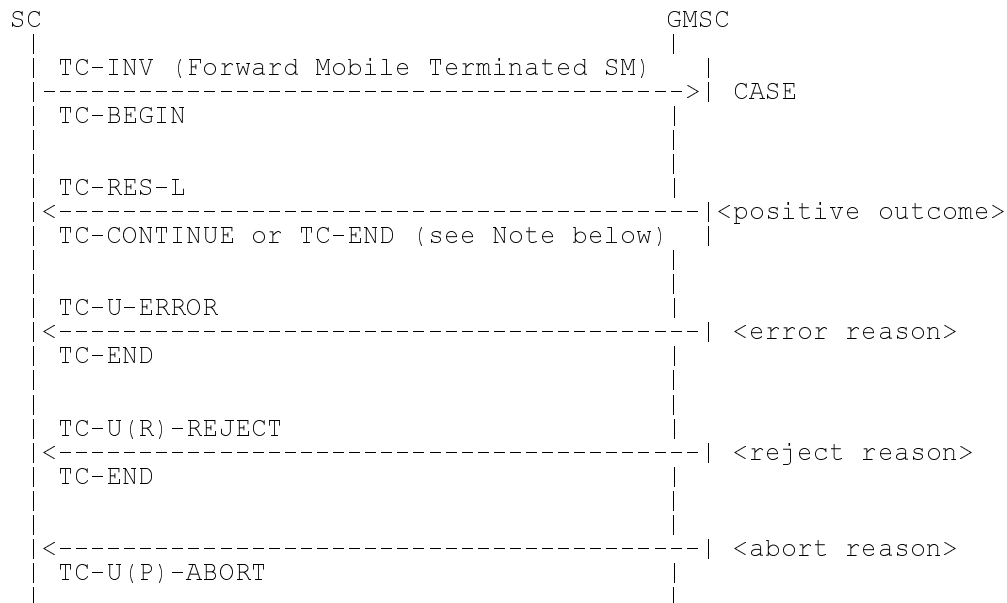 SC GMSC
TC-INV (Forward Mobile Terminated SM)
CASE
TC-BEGIN
TC-RES-L
<positive outcome>
TC-CONTINUE or TC-END (see Note below)
TC-U-ERROR
<error reason>
TC-END
TC-U(R)-REJECT
<reject reason>
TC-END
<abort reason>
TC-U(P)-ABORT